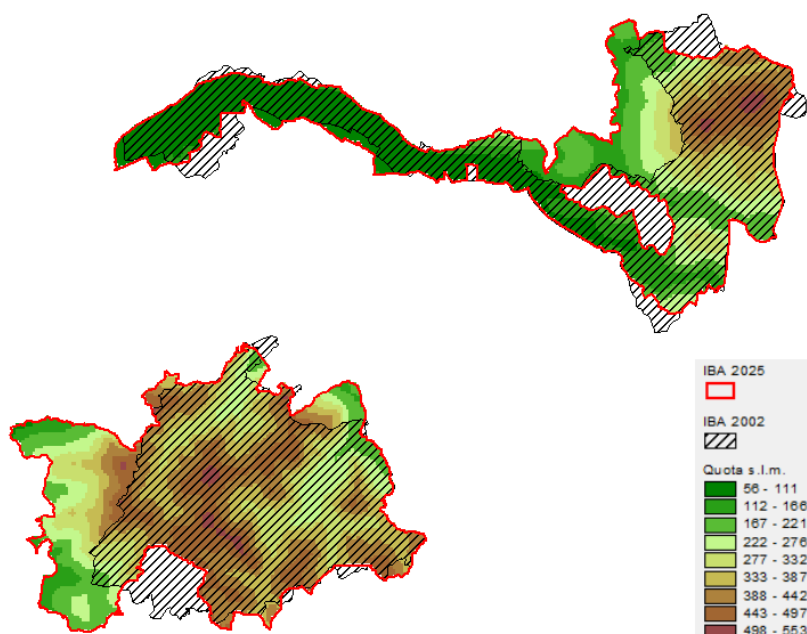 IBA 2025
IBA 2002
Quota s.l.m.
56 - 111
112 - 166
167 - 221
222 - 276
277 - 332
333 - 387
388 - 442
443 - 497
498 - 553